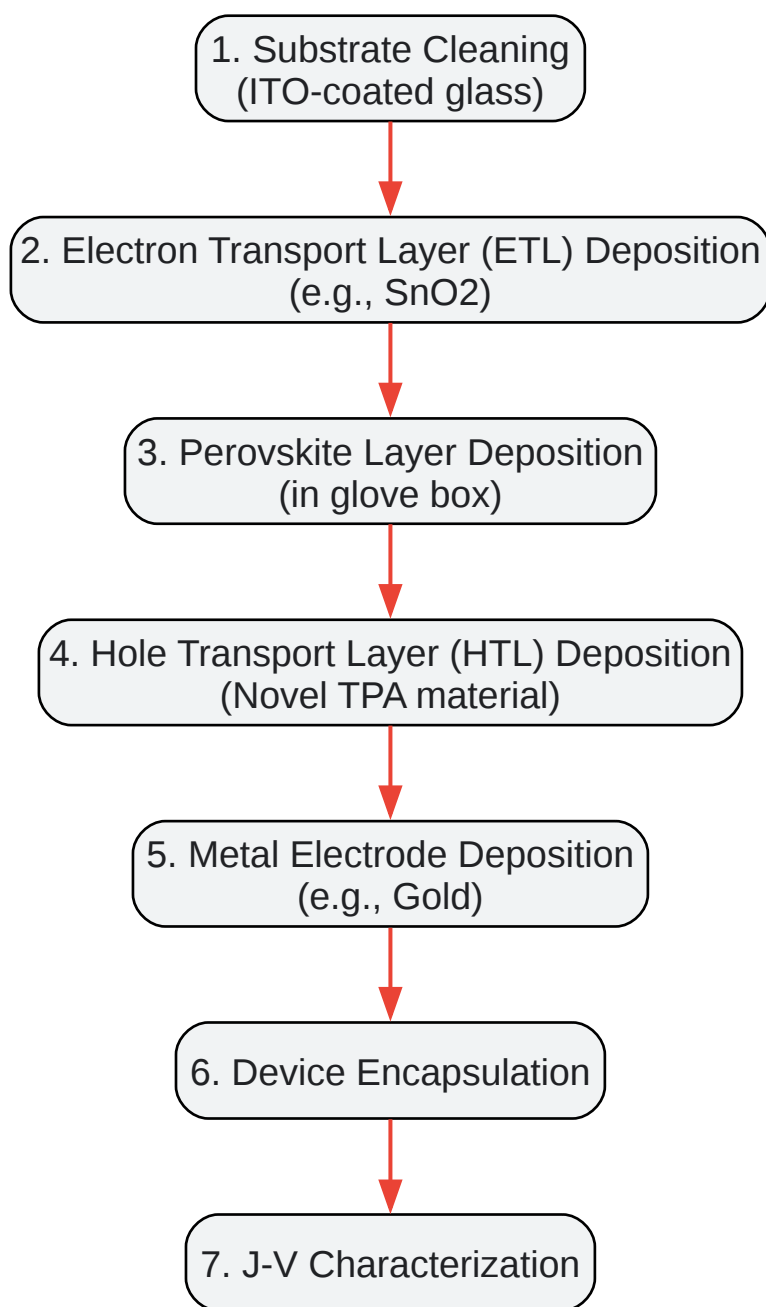 1. Substrate Cleaning
(ITO-coated glass)
2. Electron Transport Layer (ETL) Deposition
(e.g., SnO2)
3. Perovskite Layer Deposition
(in glove box)
4. Hole Transport Layer (HTL) Deposition
(Novel TPA material)
5. Metal Electrode Deposition
(e.g., Gold)
6. Device Encapsulation
7. J-V Characterization